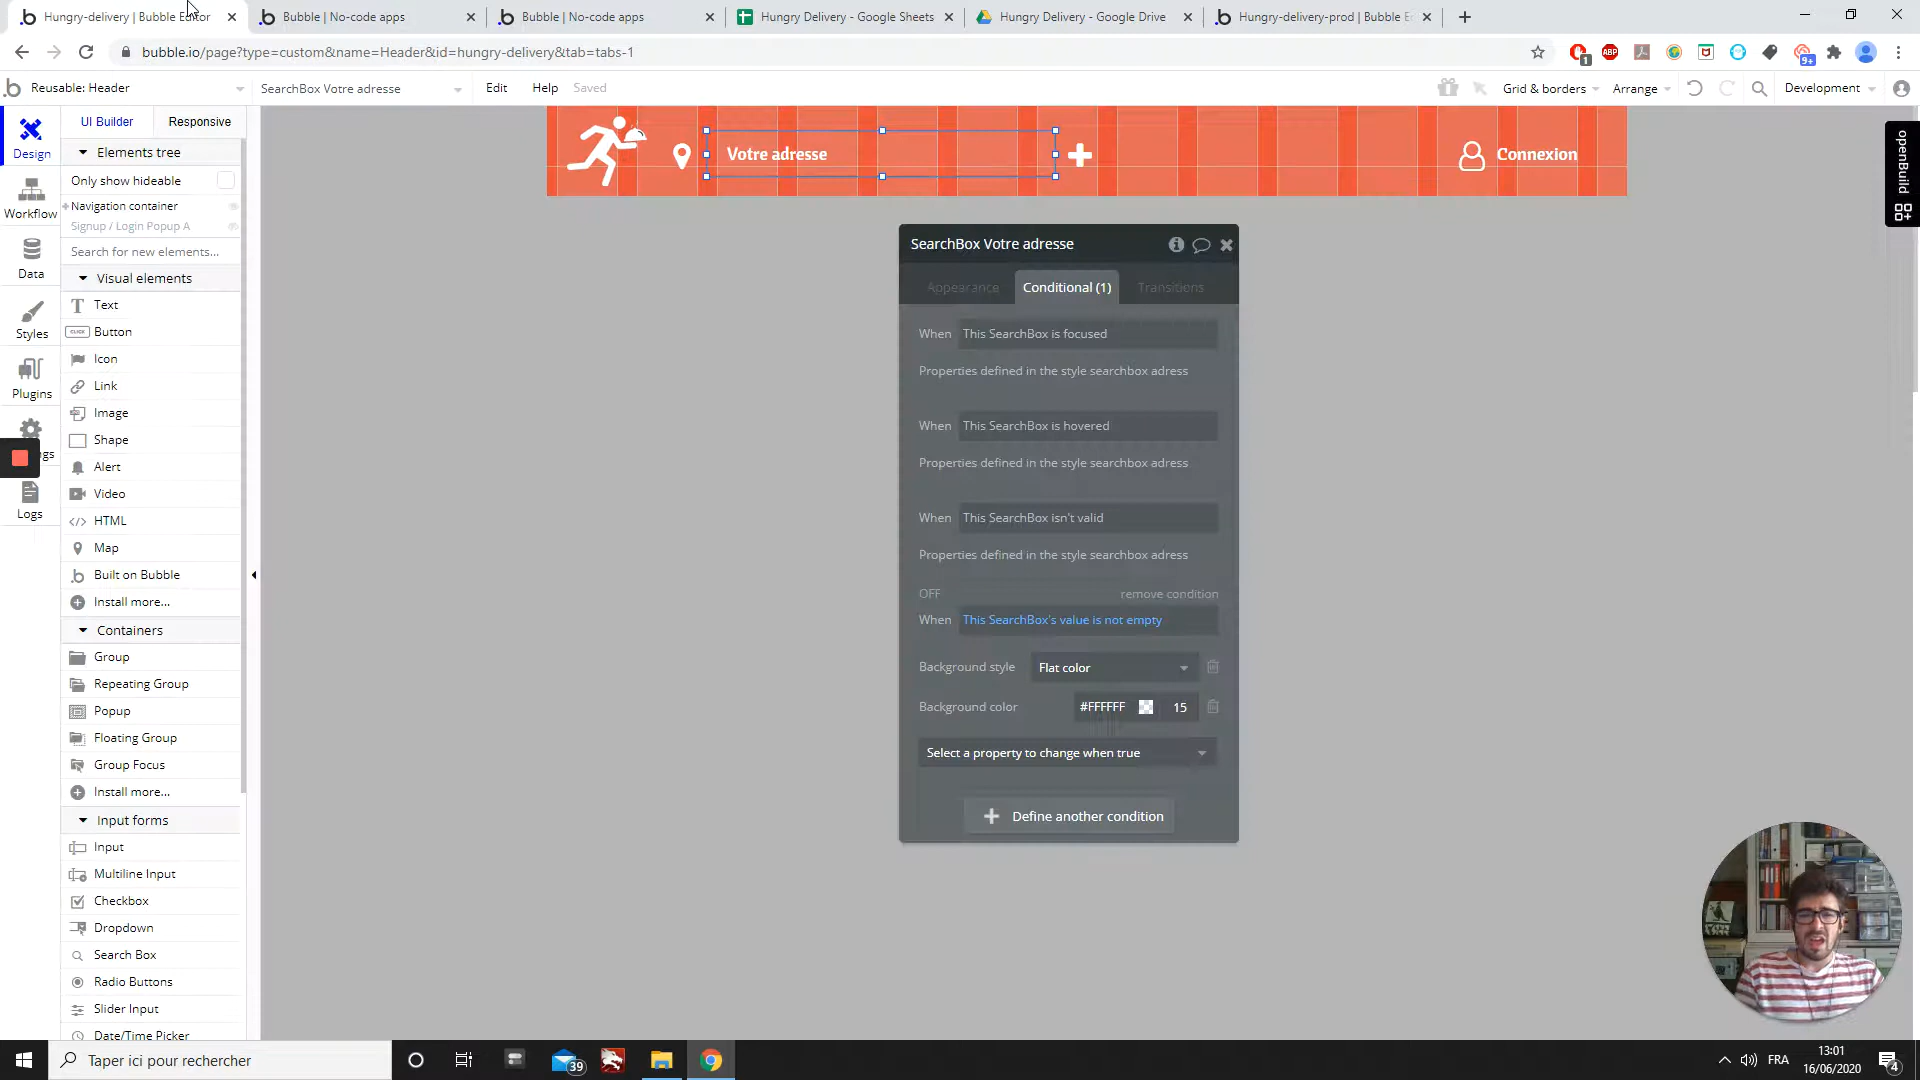 Hungry-delivery | Bubble Editor
Bubble | No-code apps
Bubble | No-code apps
Hungry Delivery - Google Sheets
Hungry Delivery - Google Drive
Hungry-delivery-prod | Bubble E
bubble.io/page?type=custom&name=Header&id=hungry-delivery&tab=tabs-1
1
ABP
9+
Reusable: Header
SearchBox Votre adresse
Edit
Help
Saved
Grid & borders
Arrange
Development
Design
Workflow
Data
Styles
Plugins
gs
Logs
UI Builder
Responsive
Elements tree
Only show hideable
Navigation container
Signup / Login Popup A
Search for new elements...
Visual elements
Text
CLICK
Button
Icon
Link
Image
Shape
Alert
Video
HTML
Map
Built on Bubble
Install more...
Containers
Group
Repeating Group
Popup
Floating Group
Group Focus
Install more...
Input forms
Input
Multiline Input
Checkbox
Dropdown
Search Box
Radio Buttons
Slider Input
Date/Time Picker
Votre adresse
Connexion
openBuild
SearchBox Votre adresse
Appearance
Conditional (1)
Transitions
When This SearchBox is focused
Properties defined in the style searchbox adress
When This SearchBox is hovered
Properties defined in the style searchbox adress
When This SearchBox isn't valid
Properties defined in the style searchbox adress
OFF
remove condition
When This SearchBox's value is not empty
Background style Flat color
Background color #FFFFFF 15
Select a property to change when true
Define another condition
Taper ici pour rechercher
39
FRA
13:01
16/06/2020
4